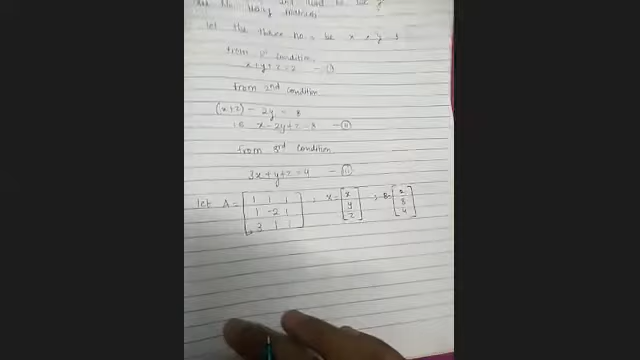 let the three no. be x, y, z
from 1st condition
x+y+z=2 - (I)
from 2nd condition
(x+z) - 2y = 8
i.e x-2y+z=8 - (II)
from 3rd condition
3x+y+z=4 - (III)
let A = [1 1 1; 1 -2 1; 3 1 1], x = [x; y; z]; B = [2; 8; 4]